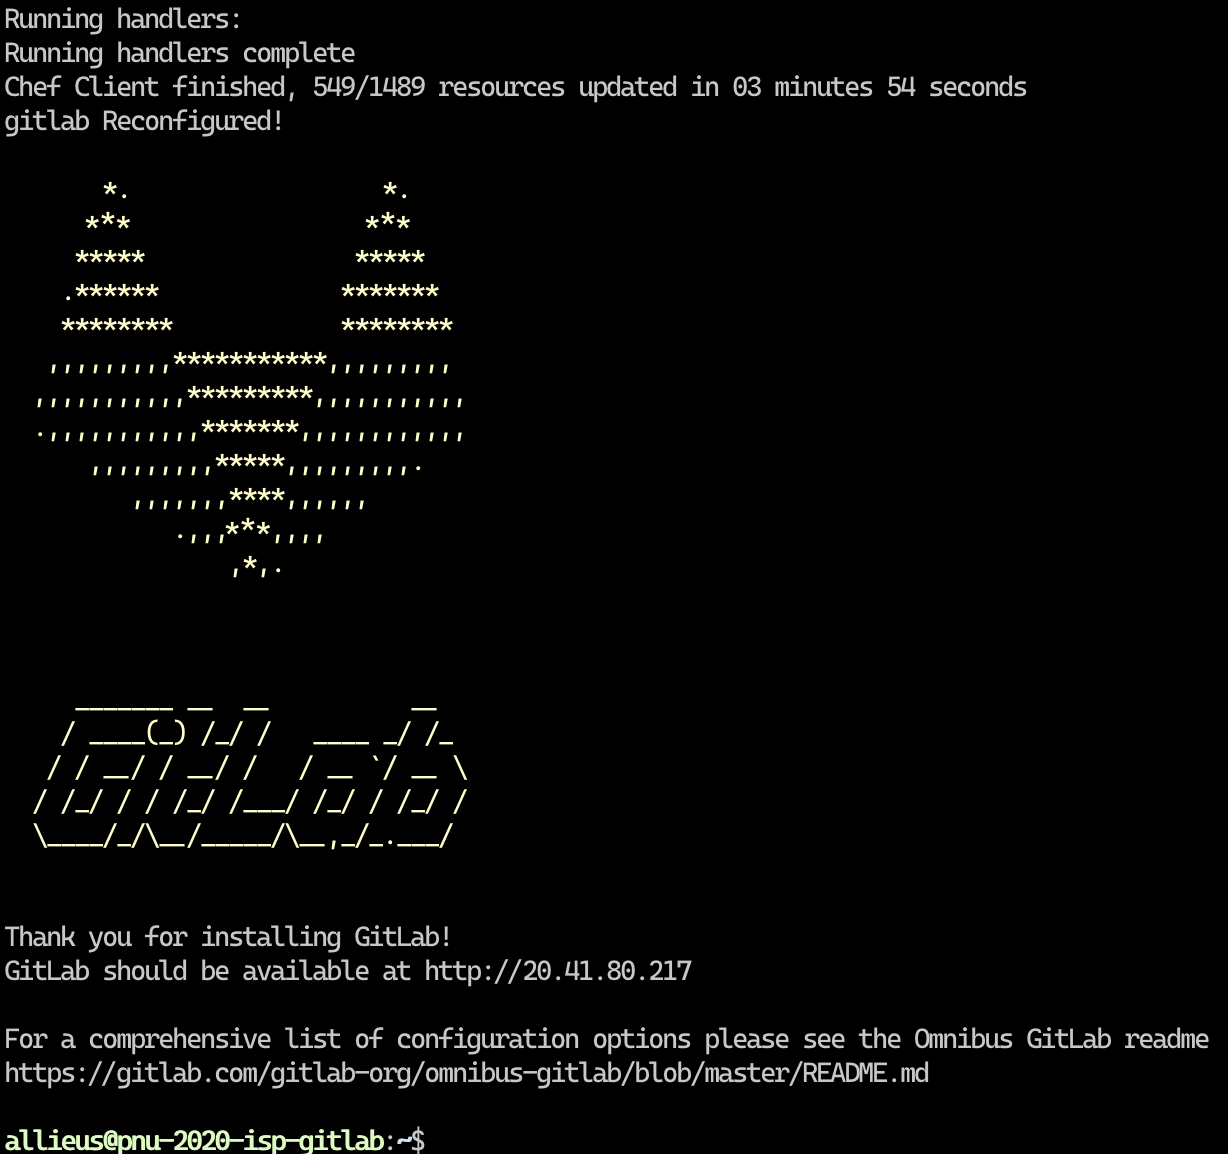 Running handlers:
Running handlers complete
Chef Client finished, 549/1489 resources updated in 03 minutes 54 seconds
gitlab Reconfigured!
       *.                  *.
      ***                 ***
     *****               *****
    .******             *******
    ********            ********
   ,,,,,,,,,***********,,,,,,,,,
  ,,,,,,,,,,,*********,,,,,,,,,,,
  .,,,,,,,,,,,*******,,,,,,,,,,,,
      ,,,,,,,,,*****,,,,,,,,,.
         ,,,,,,,****,,,,,,
            .,,,***,,,,
                ,*,.
     _______ __  __          __
    / ____(_) /_/ /   ____ _/ /_
   / / __/ / __/ /   / __ `/ __ \
  / /_/ / / /_/ /___/ /_/ / /_/ /
  \____/_/\__/_____/\__,_/_.___/
Thank you for installing GitLab!
GitLab should be available at http://20.41.80.217
For a comprehensive list of configuration options please see the Omnibus GitLab readme
https://gitlab.com/gitlab-org/omnibus-gitlab/blob/master/README.md
allieus@pnu-2020-isp-gitlab:~$